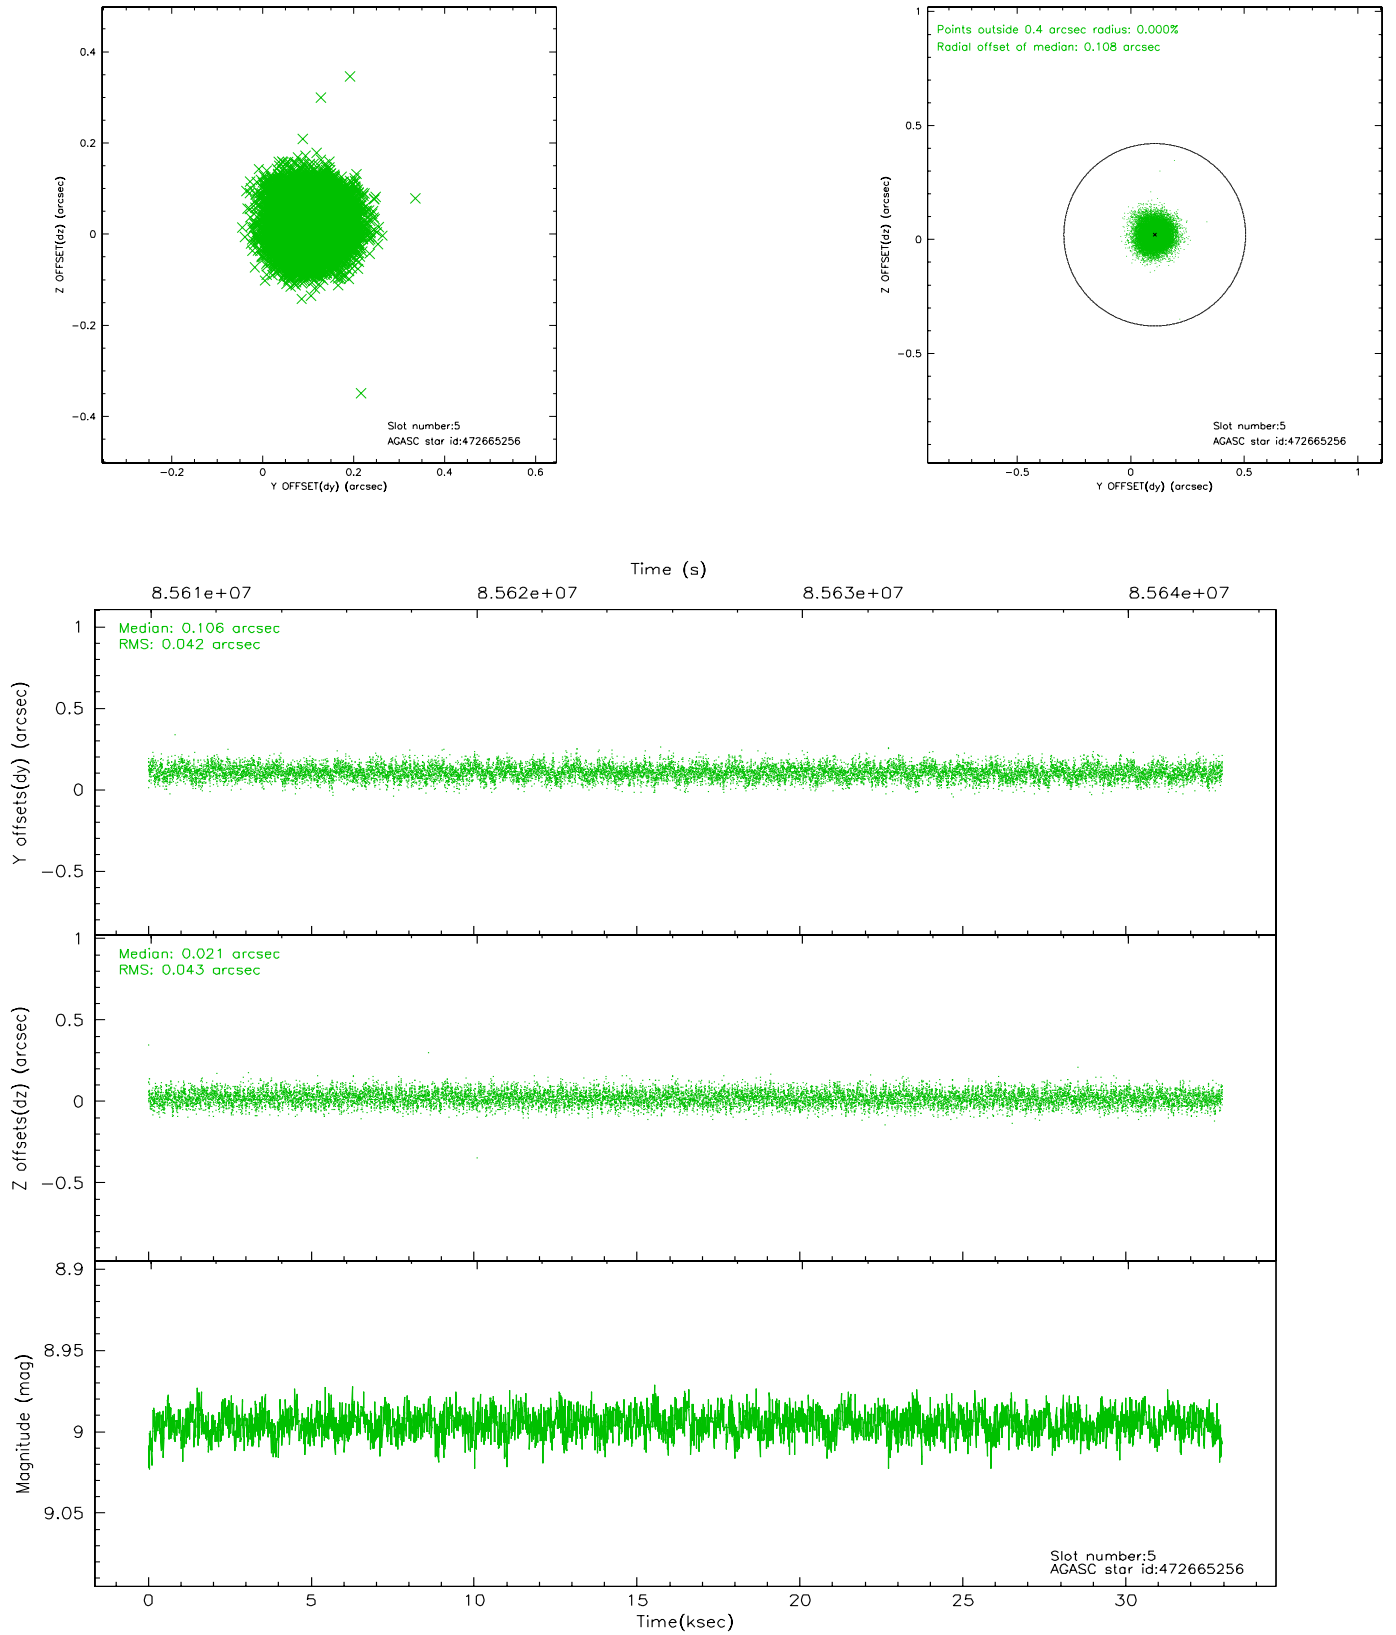 0.4
0.2
0
−0.2
−0.4
Z OFFSET(dz) (arcsec)
Slot number:5
AGASC star id:472665256
−0.2
0
0.2
0.4
0.6
Y OFFSET(dy) (arcsec)
Points outside 0.4 arcsec radius: 0.000%
Radial offset of median: 0.108 arcsec
1
0.5
0
−0.5
Z OFFSET(dz) (arcsec)
Slot number:5
AGASC star id:472665256
−0.5
0
0.5
1
Y OFFSET(dy) (arcsec)
Time (s)
8.561e+07
8.562e+07
8.563e+07
8.564e+07
Median: 0.106 arcsec
RMS: 0.042 arcsec
1
0.5
0
−0.5
Y offsets(dy) (arcsec)
Median: 0.021 arcsec
RMS: 0.043 arcsec
1
0.5
0
−0.5
Z offsets(dz) (arcsec)
8.9
8.95
9
9.05
Magnitude (mag)
Slot number:5
AGASC star id:472665256
0
5
10
15
20
25
30
Time(ksec)